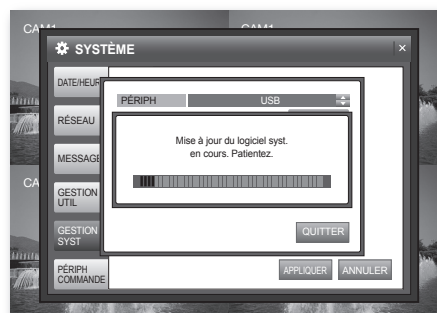 CAM1
CAM1
SYSTÈME
DATE/HEUR
PÉRIPH
USB
RÉSEAU
Mise à jour du logiciel syst.
en cours. Patientez.
MESSAGE
CA
GESTION
UTIL
GESTION
SYST
QUITTER
PÉRIPH
COMMANDE
APPLIQUER
ANNULER